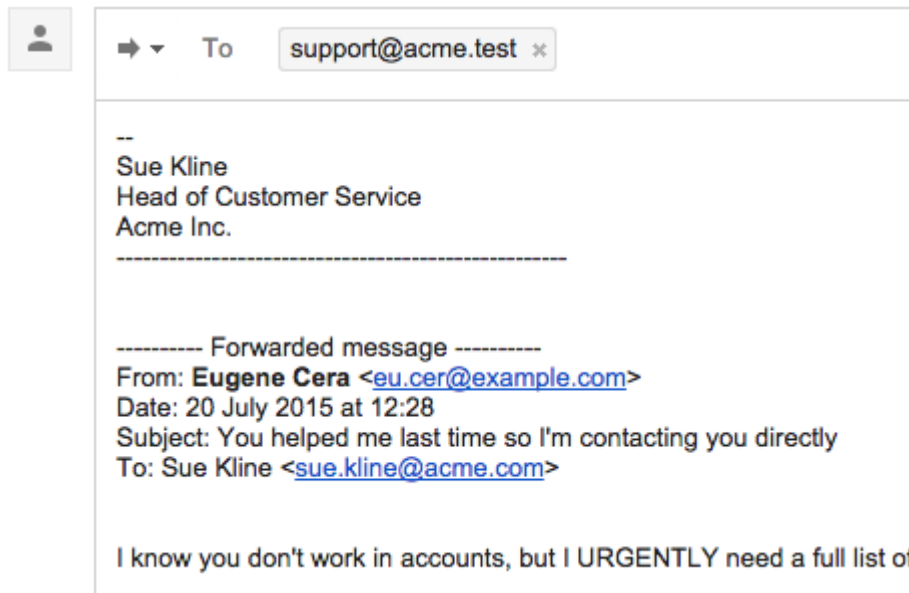 To support@acme.test ×
--
Sue Kline
Head of Customer Service
Acme Inc.
----------------------------------------------------
---------- Forwarded message ----------
From: Eugene Cera <eu.cer@example.com>
Date: 20 July 2015 at 12:28
Subject: You helped me last time so I'm contacting you directly
To: Sue Kline <sue.kline@acme.com>
I know you don't work in accounts, but I URGENTLY need a full list of